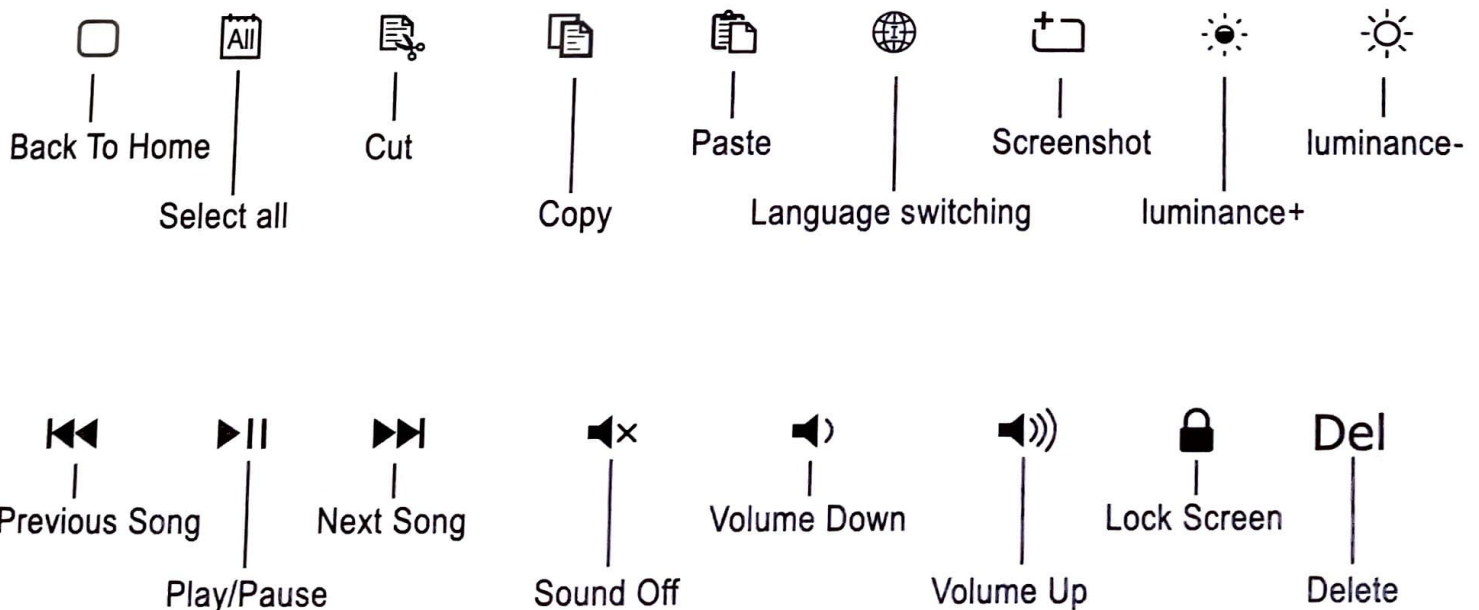 All
Back To Home Cut Paste Screenshot luminance-
Select all Copy Language switching luminance+
Del
Previous Song Next Song Volume Down Lock Screen
Play/Pause Sound Off Volume Up Delete